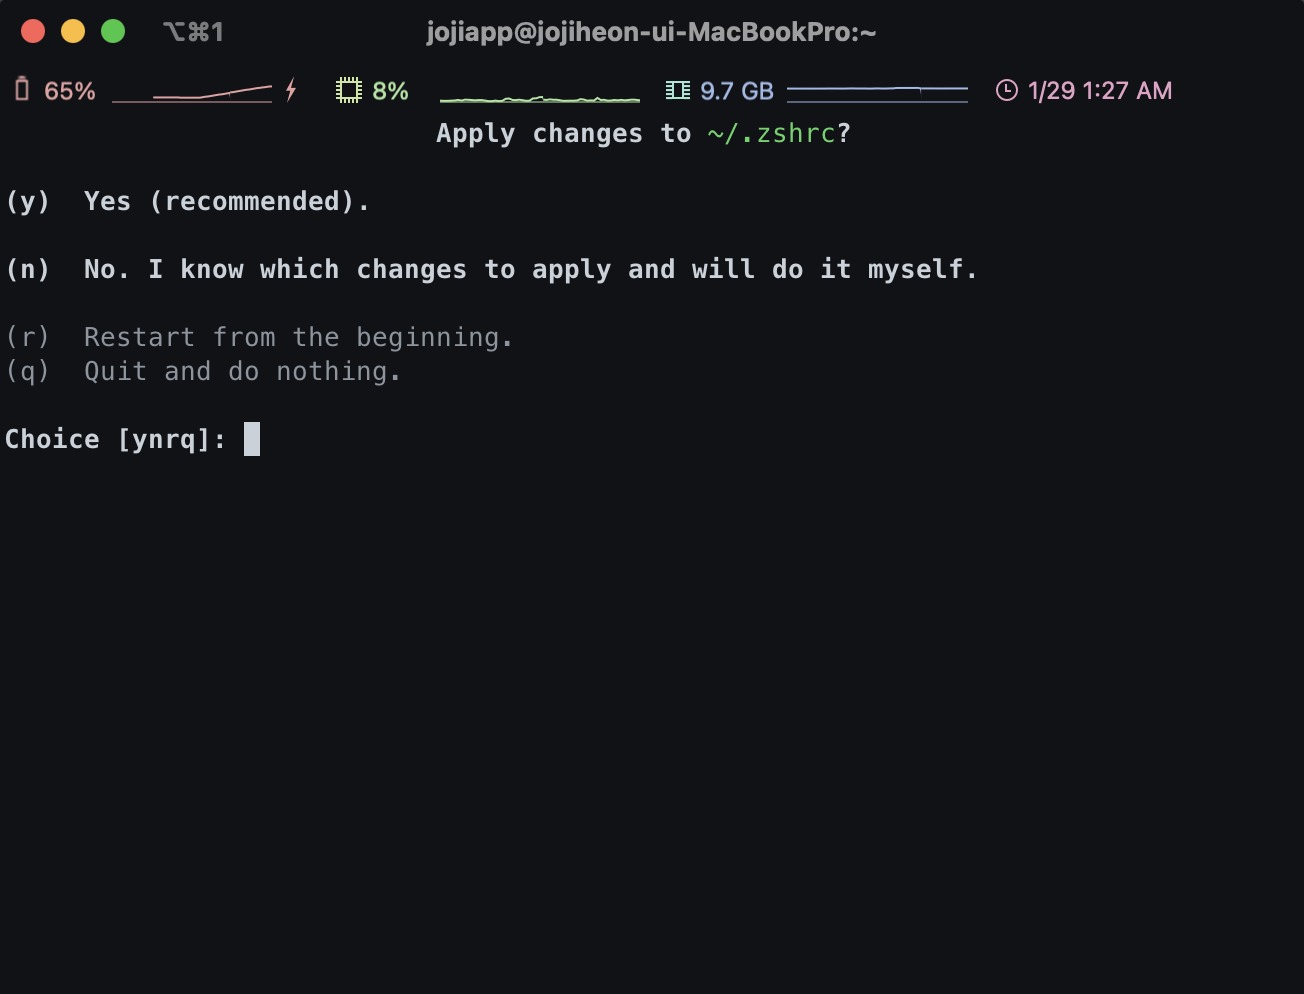 ⌥⌘1 jojiapp@jojiheon-ui-MacBookPro:~
65% 8% 9.7 GB 1/29 1:27 AM
Apply changes to ~/.zshrc?
(y) Yes (recommended).
(n) No. I know which changes to apply and will do it myself.
(r) Restart from the beginning.
(q) Quit and do nothing.
Choice [ynrq]: